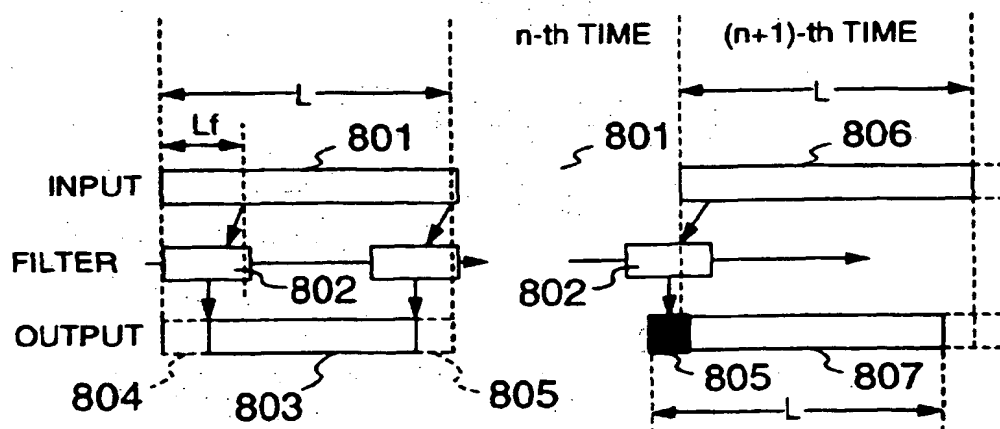 n-th TIME
(n+1)-th TIME
L
L
Lf
801
801
806
INPUT
FILTER
802
802
OUTPUT
804
803
805
805
807
L